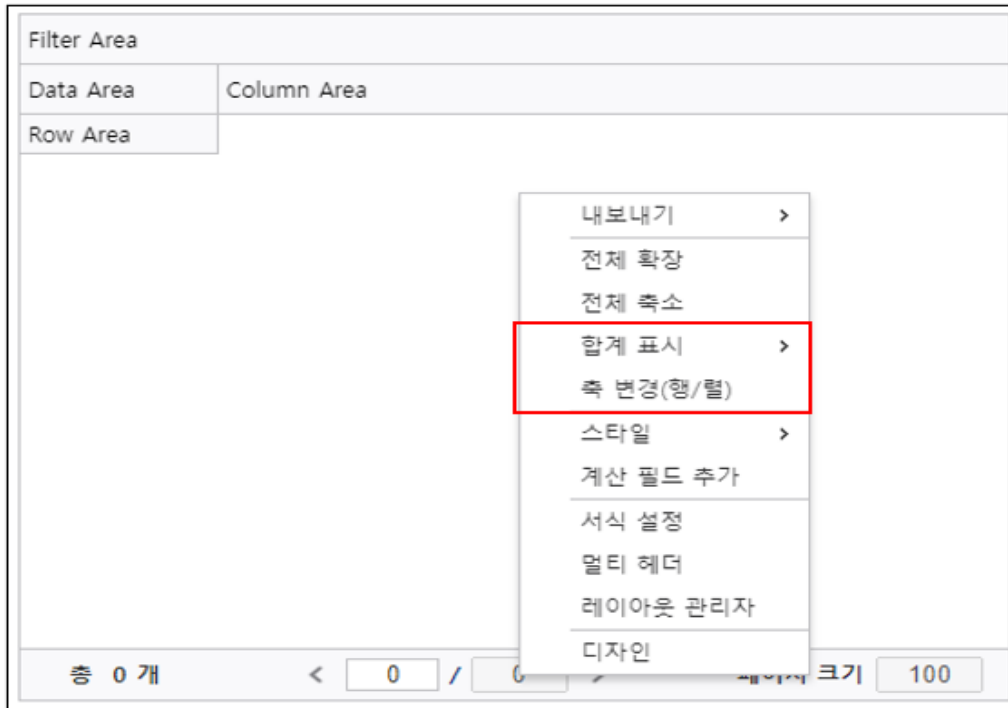 Filter Area
Data Area Column Area
Row Area
내보내기 >
전체 확장
전체 축소
합계 표시 >
축 변경(행/렬)
스타일 >
계산 필드 추가
서식 설정
멀티 헤더
레이아웃 관리자
디자인
총 0 개 < 0 / 0 > 크기 100